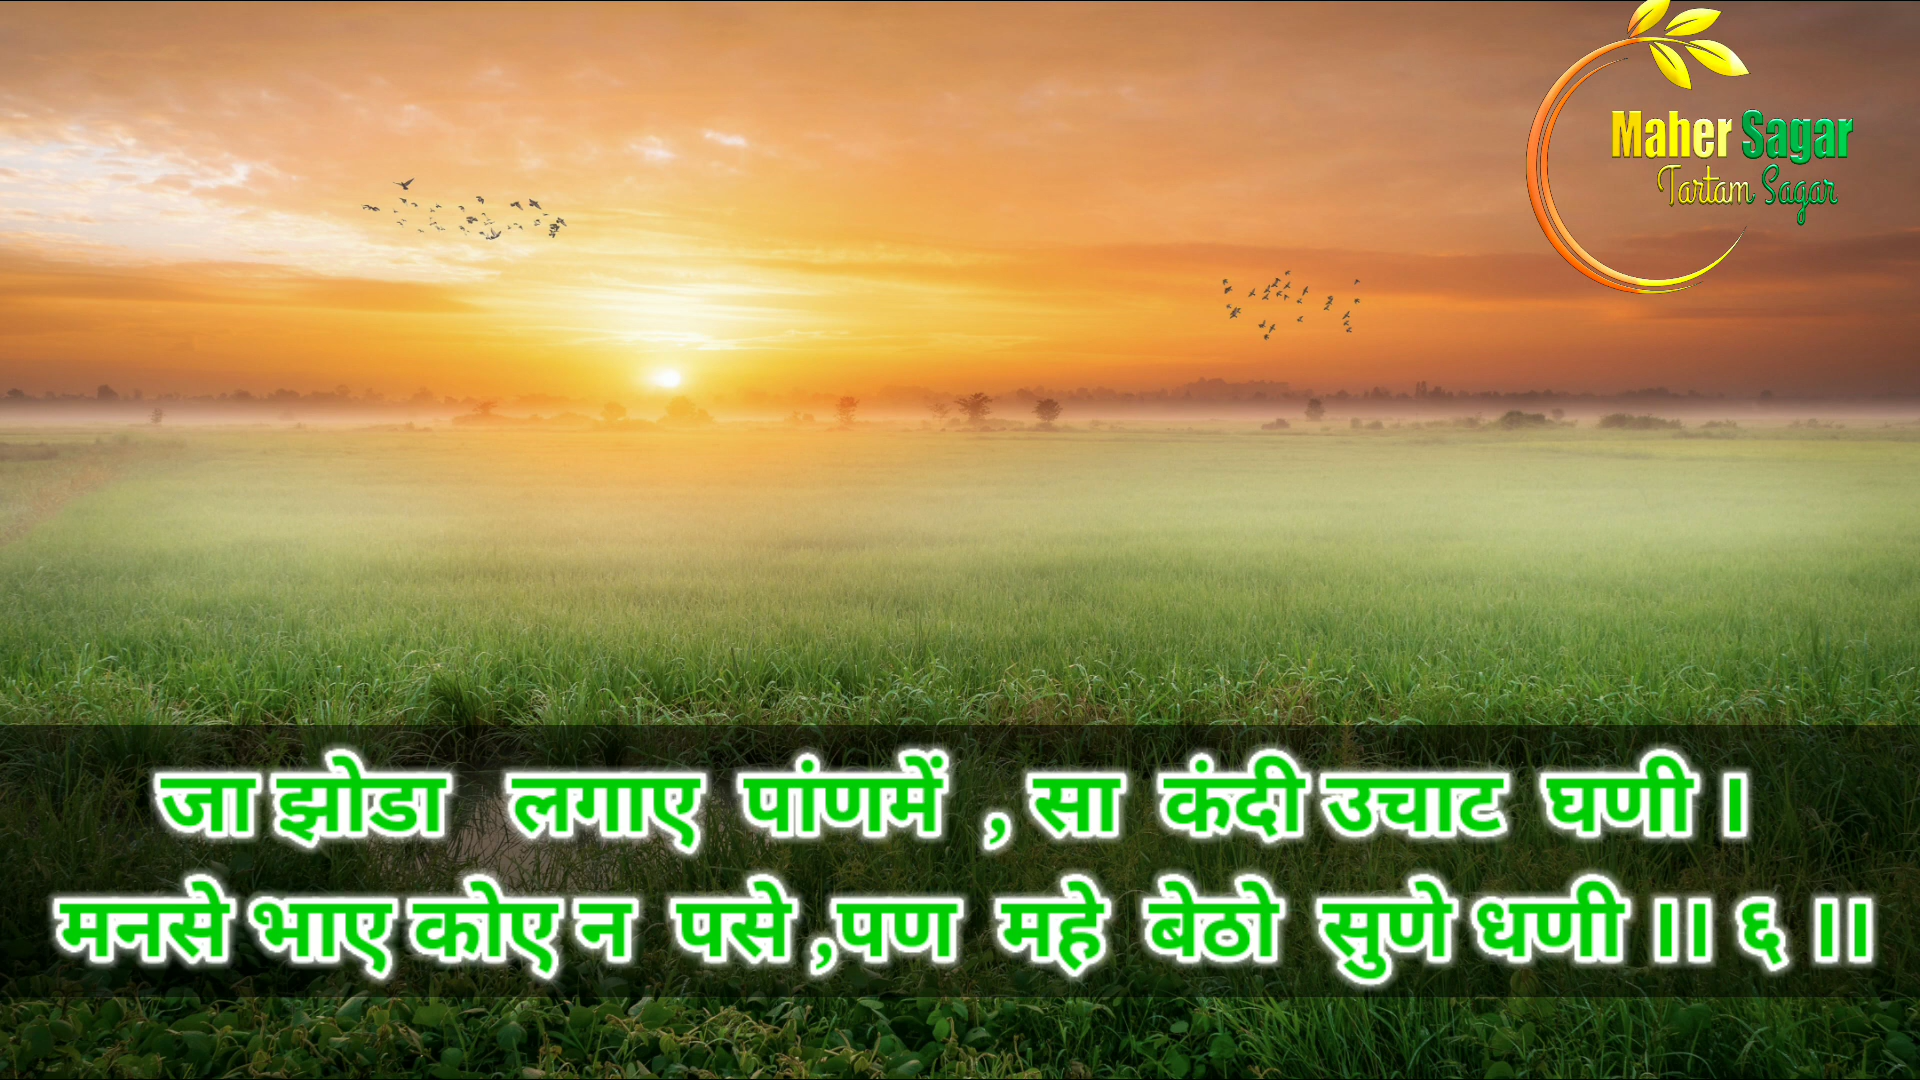 Maher Sagar
Tartam Sagar
जा झोडा लगाए पांणमें , सा कंदी उचाट घणी ।
मनसे भाए कोए न पसे ,पण महे बेठो सुणे धणी ।। ६ ।।